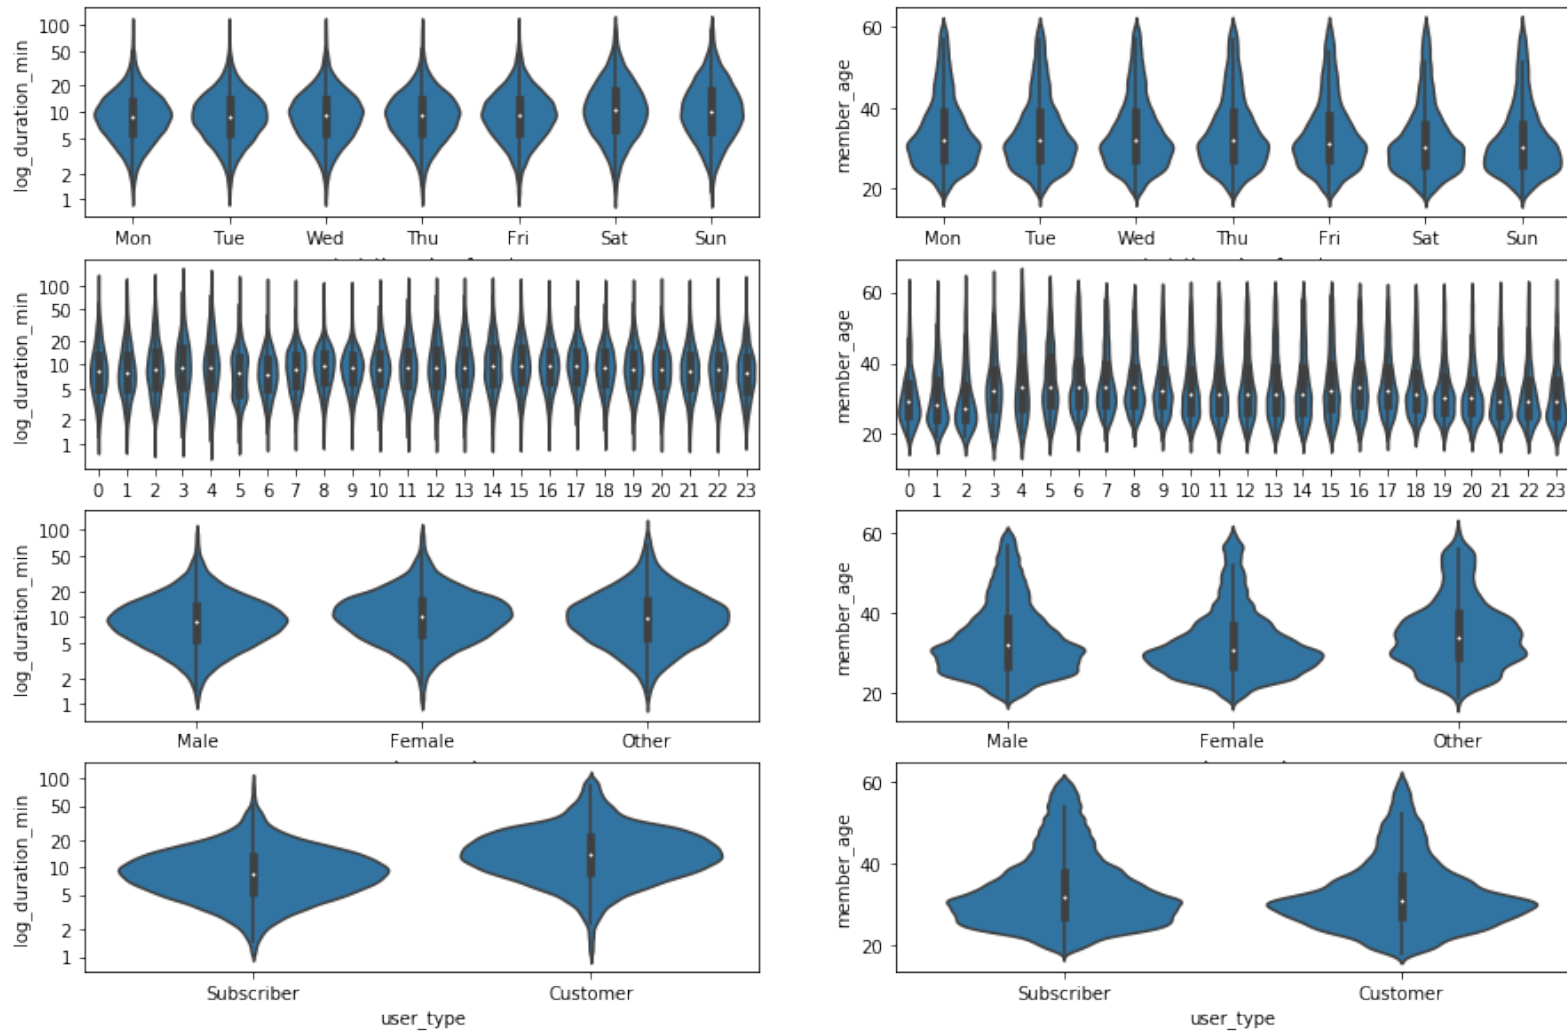 log_duration_min
100
50
20
10
5
2
1
Mon Tue Wed Thu Fri Sat Sun
member_age
60
40
20
Mon Tue Wed Thu Fri Sat Sun
log_duration_min
100
50
20
10
5
2
1
0 1 2 3 4 5 6 7 8 9 10 11 12 13 14 15 16 17 18 19 20 21 22 23
member_age
60
40
20
0 1 2 3 4 5 6 7 8 9 10 11 12 13 14 15 16 17 18 19 20 21 22 23
log_duration_min
100
50
20
10
5
2
1
Male Female Other
member_age
60
40
20
Male Female Other
log_duration_min
100
50
20
10
5
2
1
Subscriber Customer
user_type
member_age
60
40
20
Subscriber Customer
user_type